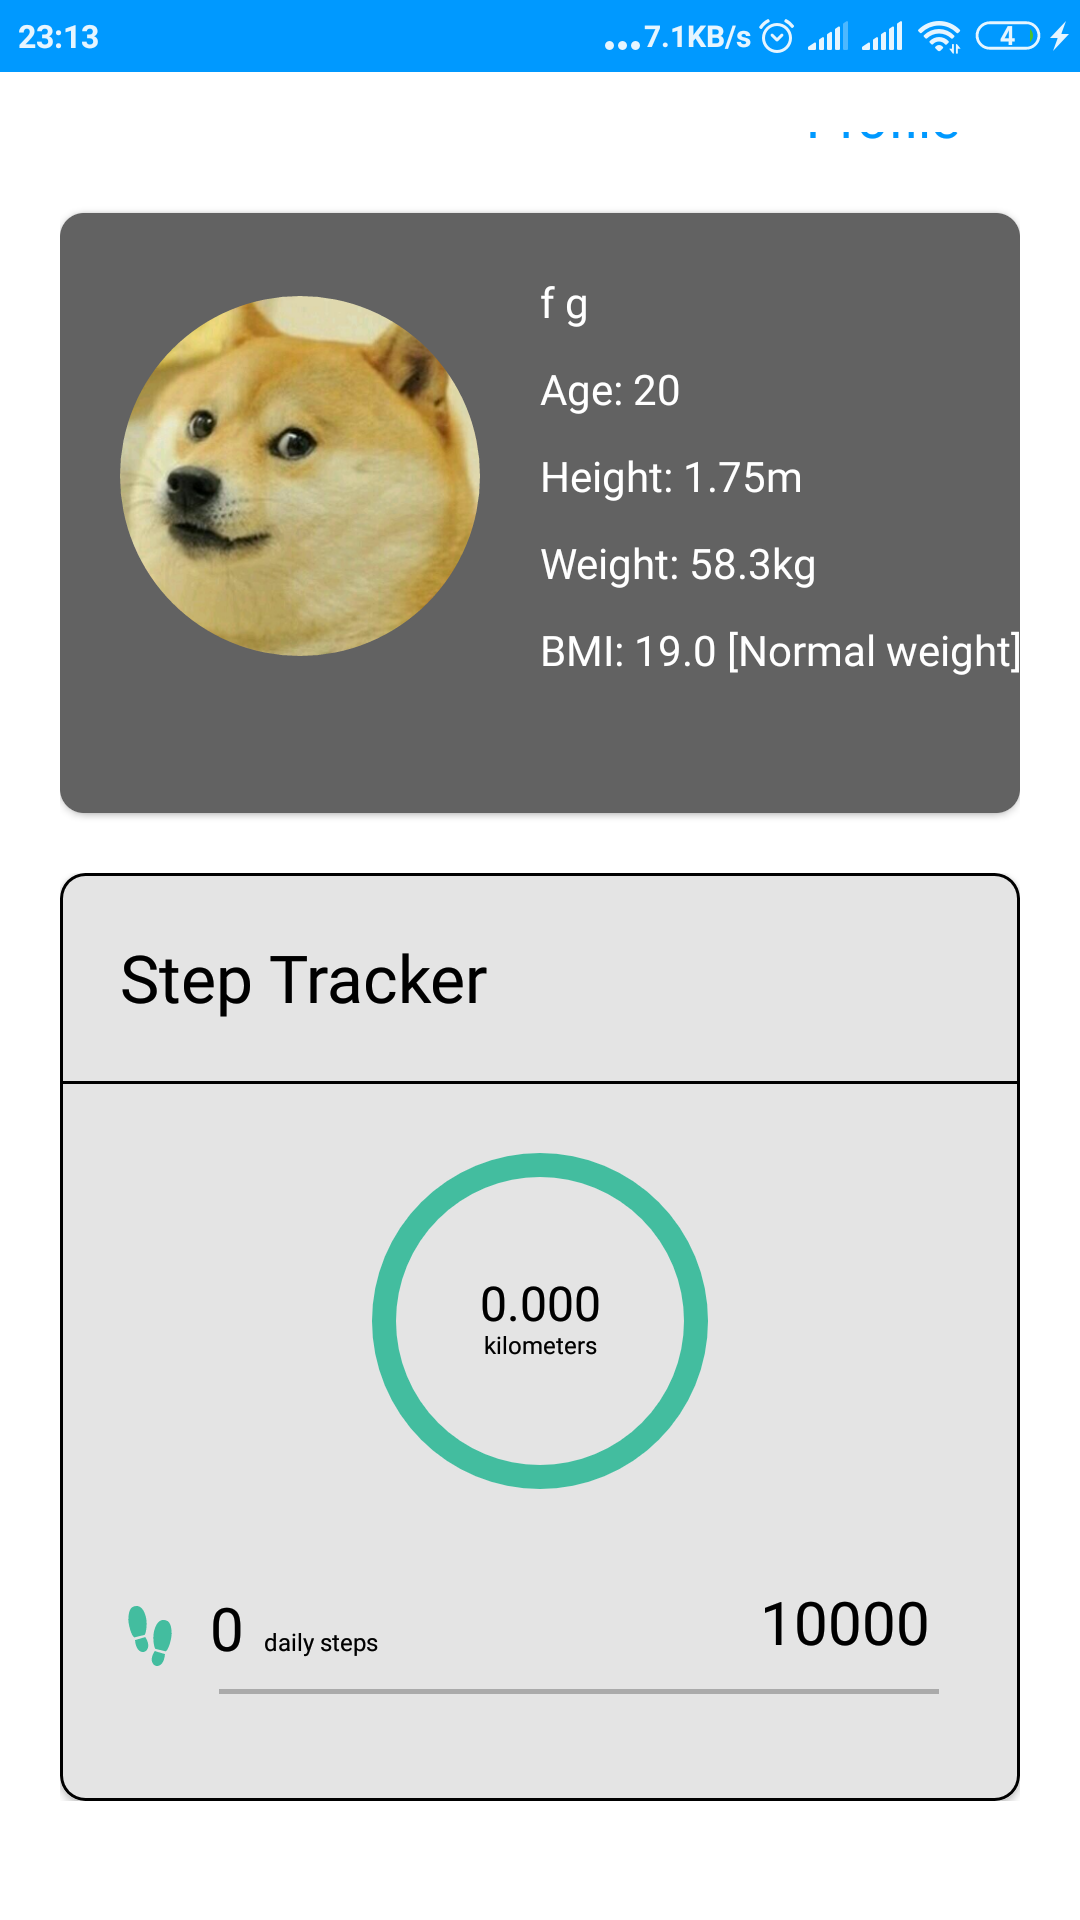 23:13 ...7.1KB/s 4
Profile
f g
Age: 20
Height: 1.75m
Weight: 58.3kg
BMI: 19.0 [Normal weight]
Step Tracker
0.000
kilometers
0 daily steps 10000